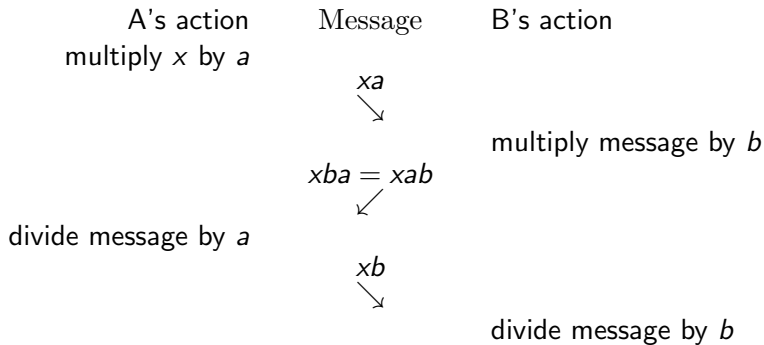 A's action Message B's action
multiply x by a
xa
↘
multiply message by b
xba = xab
↙
divide message by a
xb
↘
divide message by b